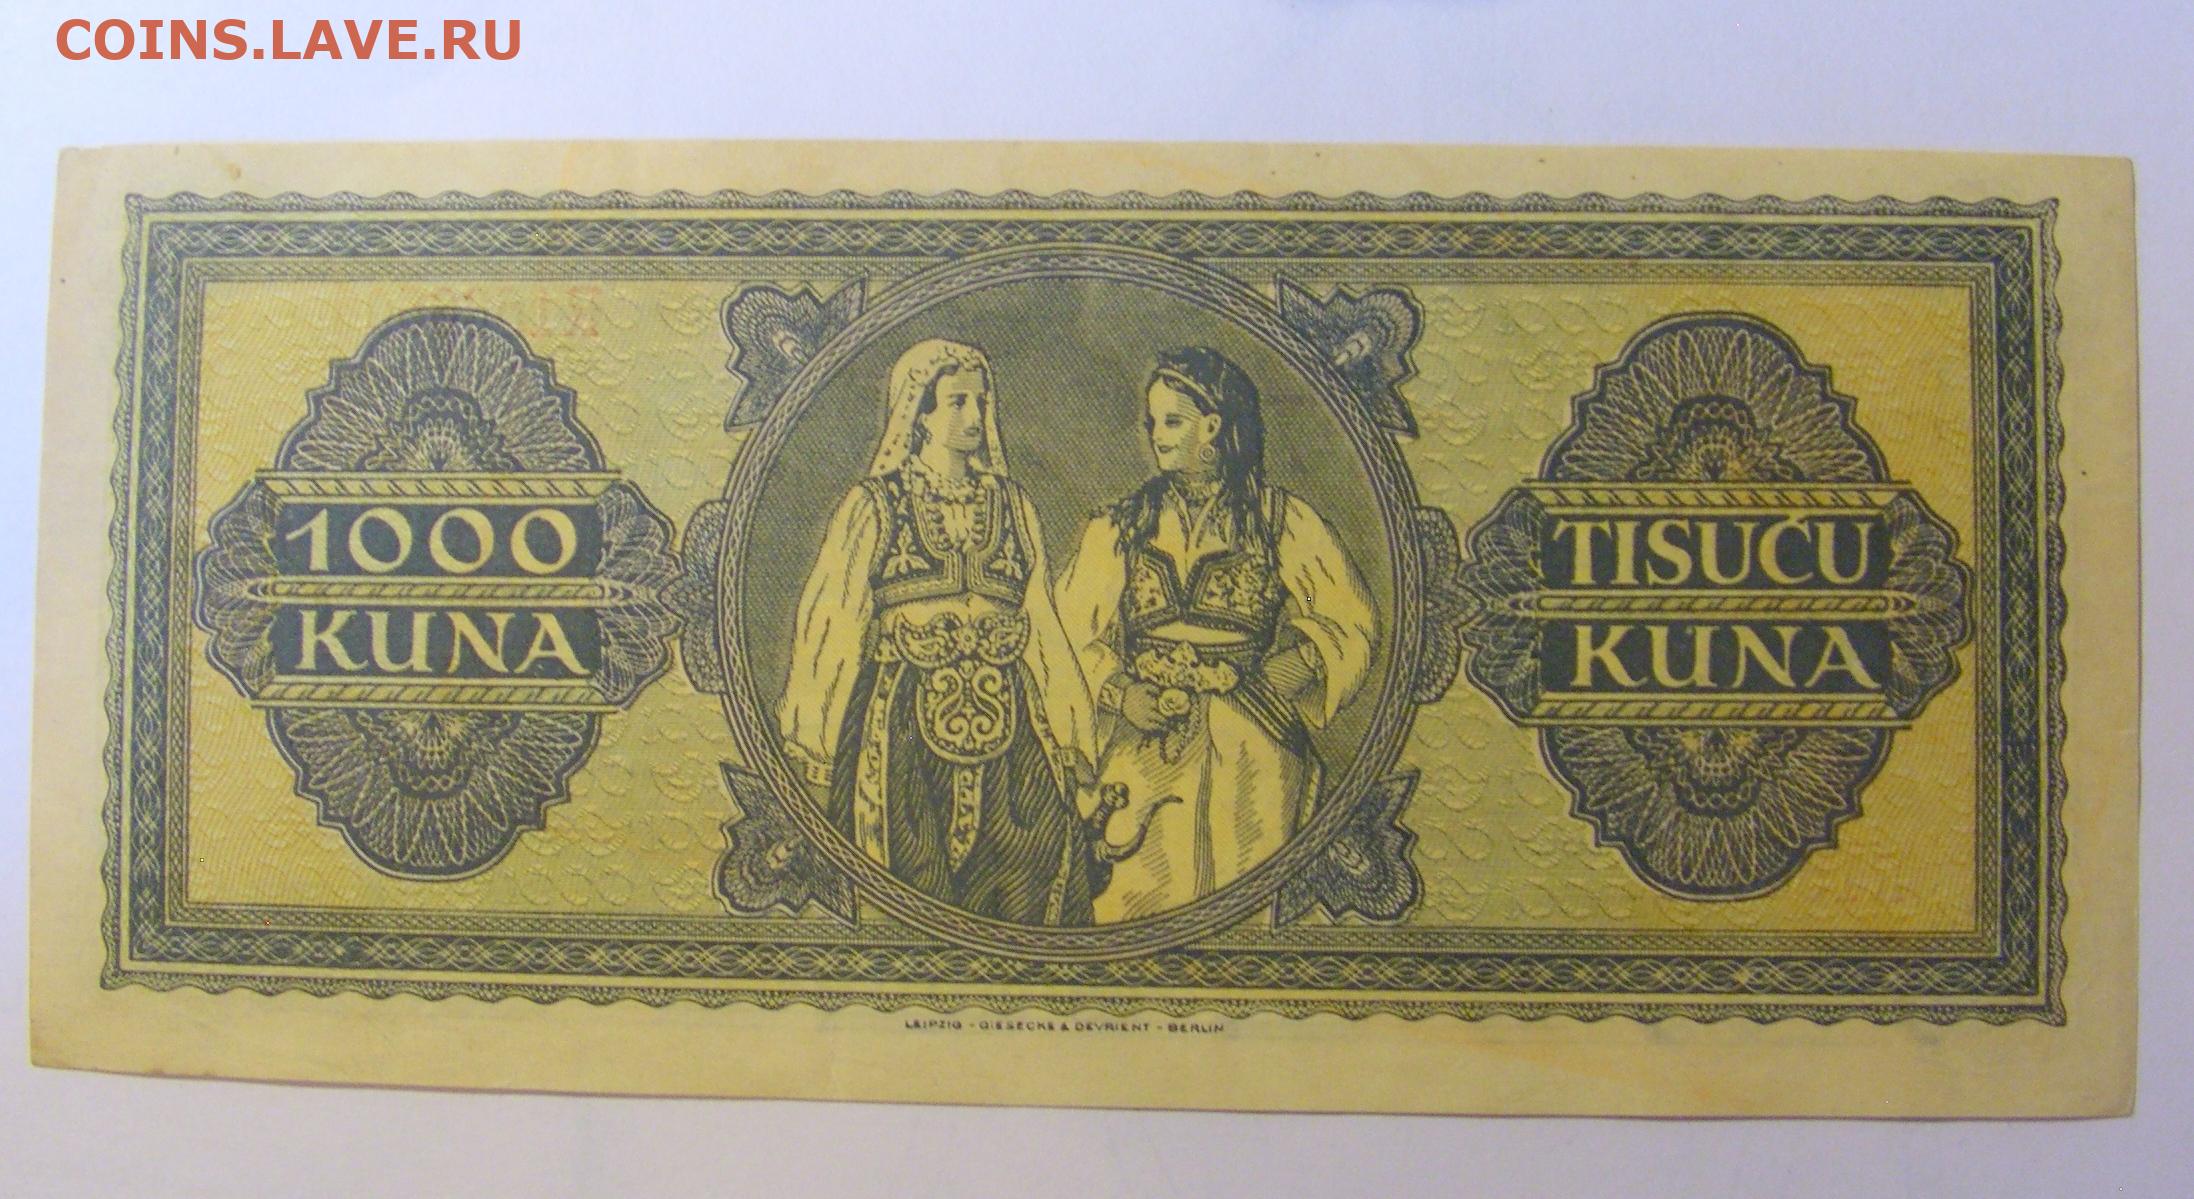 COINS.LAVE.RU
1000
KUNA
TISUĆU
KUNA
LEIPZIG - GIESECKE & DEVRIENT - BERLIN